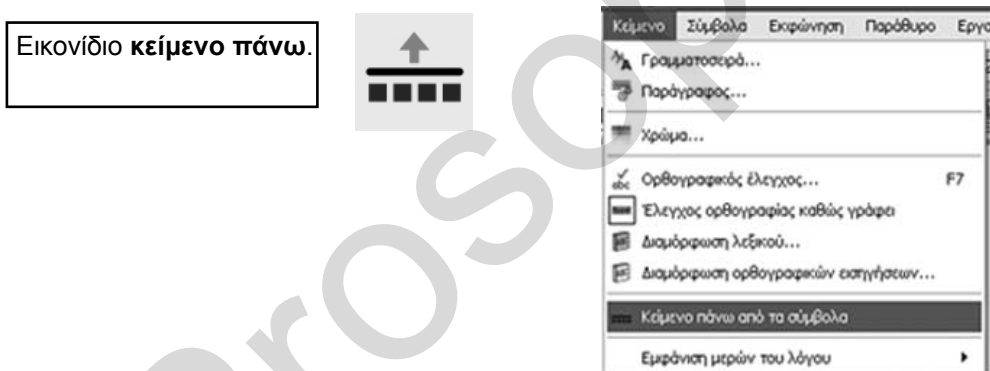 Εικονίδιο κείμενο πάνω.
Κείμενο Σύμβολα Εκφώνηση Παράθυρο Εργα
Γραμματοσειρά...
Παράγραφος...
Χρώμα...
Ορθογραφικός έλεγχος... F7
Έλεγχος ορθογραφίας καθώς γράφει
Διαμόρφωση λεξικού...
Διαμόρφωση ορθογραφικών εισηγήσεων...
Κείμενο πάνω από τα σύμβολα
Εμφάνιση μερών του λόγου